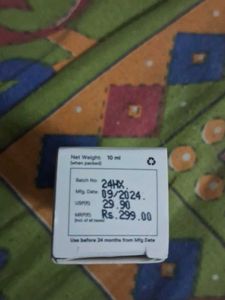 Net Weight: 10 ml
(when packed)
Batch No. 24HX
Mfg. Date 09/2024.
USP(₹) 29.90
MRP(₹) Rs.299.00
(Incl. of all taxes)
Use before 24 months from Mfg Date